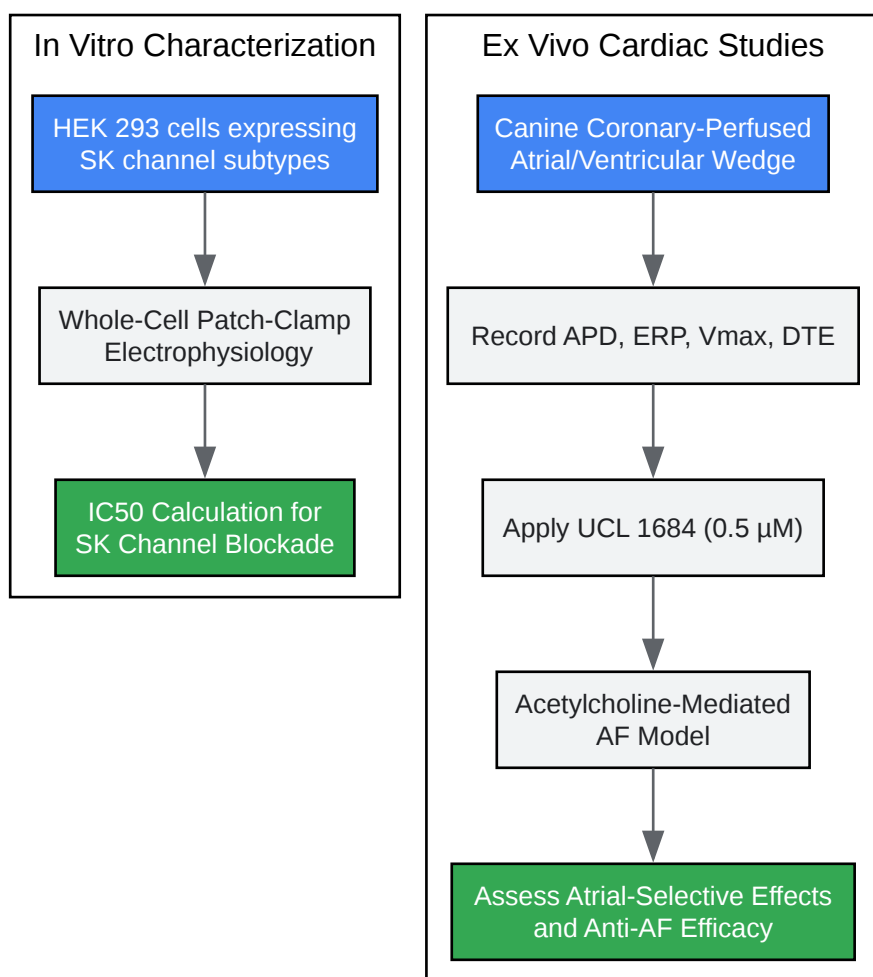 In Vitro Characterization
HEK 293 cells expressing
SK channel subtypes
Whole-Cell Patch-Clamp
Electrophysiology
IC50 Calculation for
SK Channel Blockade
Ex Vivo Cardiac Studies
Canine Coronary-Perfused
Atrial/Ventricular Wedge
Record APD, ERP, Vmax, DTE
Apply UCL 1684 (0.5 µM)
Acetylcholine-Mediated
AF Model
Assess Atrial-Selective Effects
and Anti-AF Efficacy